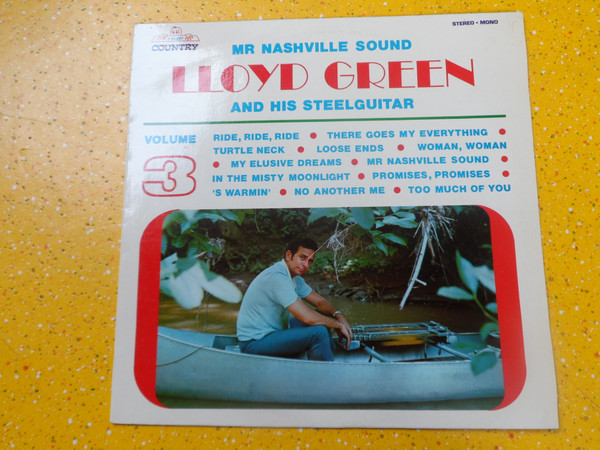 COUNTRY
STEREO • MONO
MR NASHVILLE SOUND
LLOYD GREEN
AND HIS STEELGUITAR
VOLUME
3
RIDE, RIDE, RIDE • THERE GOES MY EVERYTHING •
TURTLE NECK • LOOSE ENDS • WOMAN, WOMAN
• MY ELUSIVE DREAMS • MR NASHVILLE SOUND •
IN THE MISTY MOONLIGHT • PROMISES, PROMISES •
'S WARMIN' • NO ANOTHER ME • TOO MUCH OF YOU